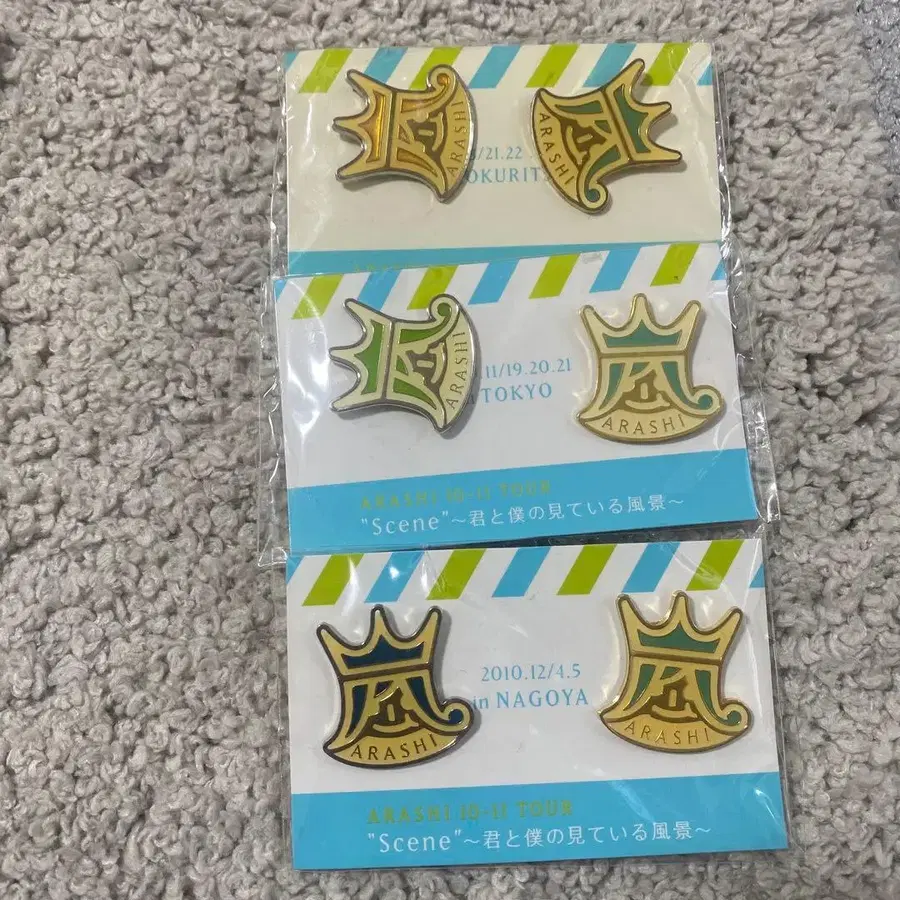 ARASHI
ARASHI
/21.22
OKURIT
ARASHI
.11/19.20.21
TOKYO
ARASHI
ARASHI 10-11 TOUR
"Scene"～君と僕の見ている風景～
ARASHI
2010.12/4.5
in NAGOYA
ARASHI
ARASHI 10-11 TOUR
"Scene"～君と僕の見ている風景～